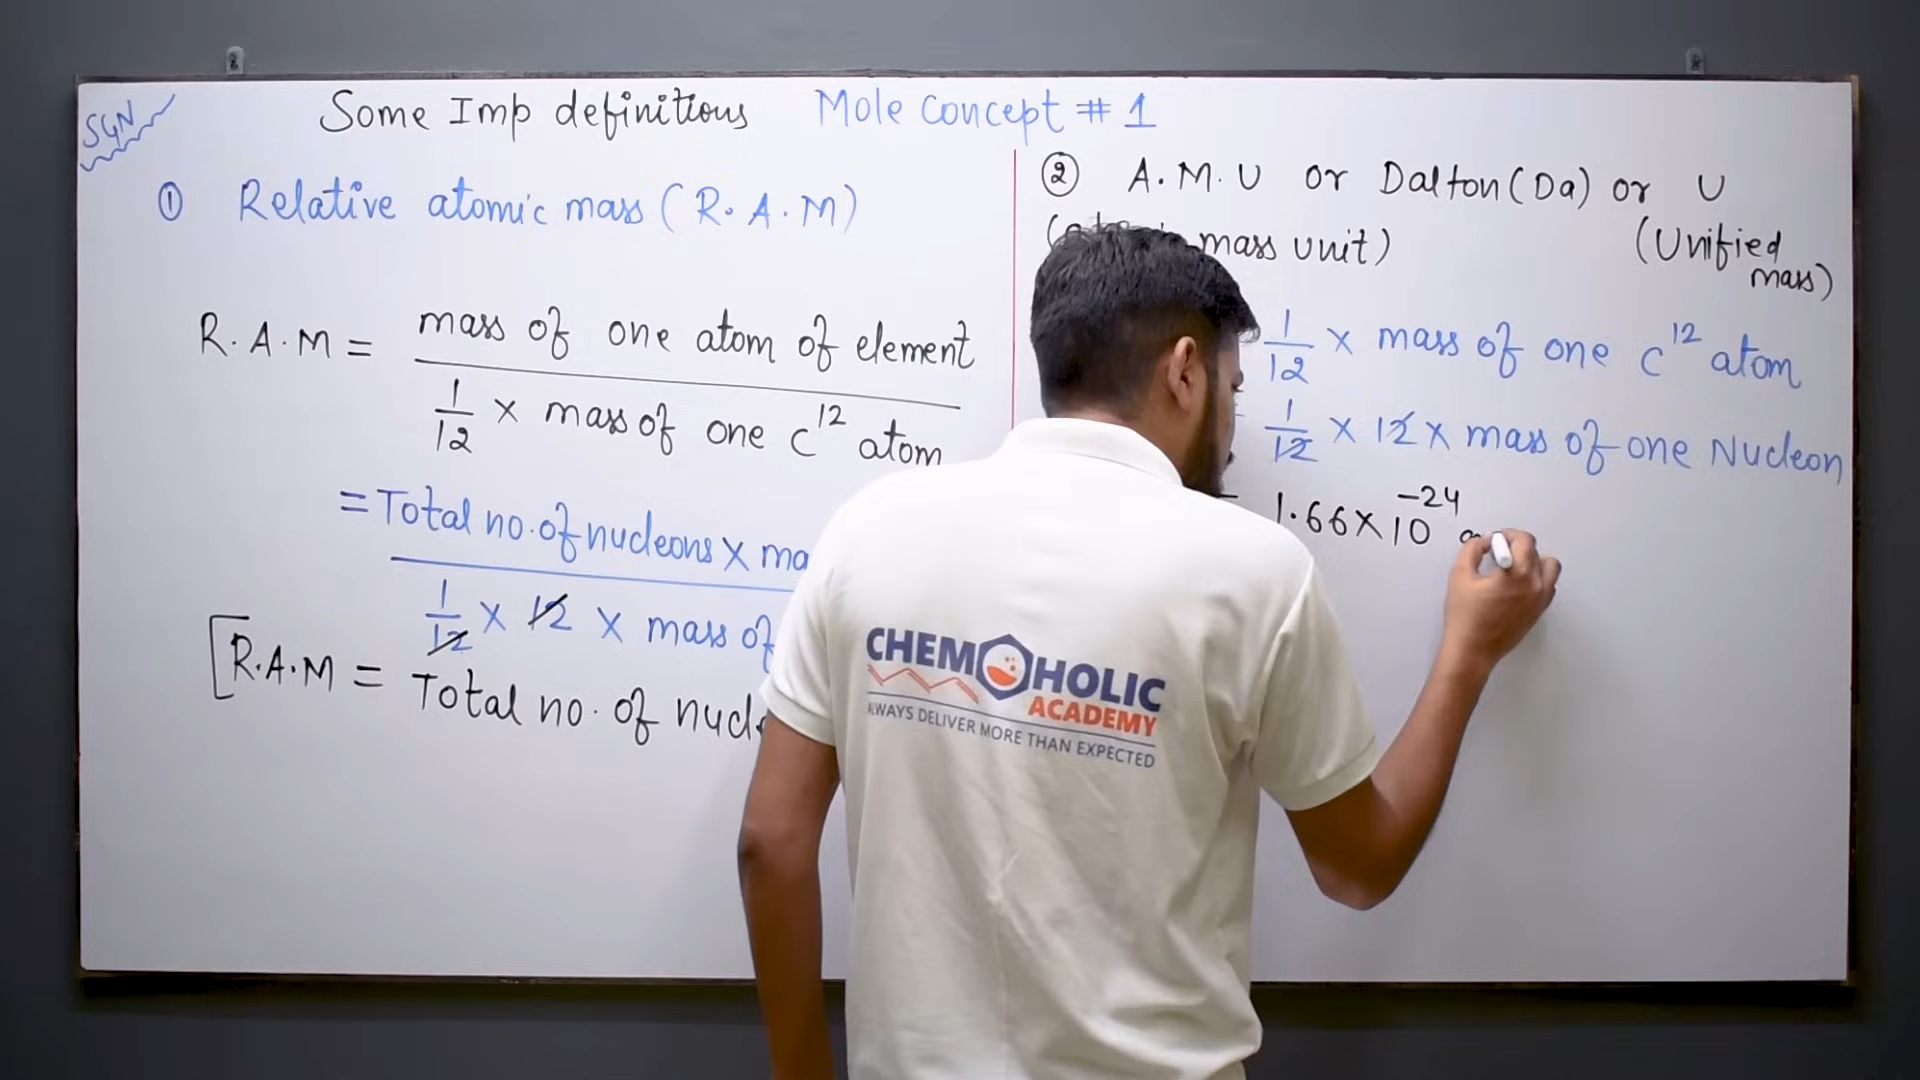 SGN
Some Imp definitions Mole Concept # 1
① Relative atomic mass (R.A.M)
R.A.M = mass of one atom of element
1/12 × mass of one C¹² atom
= Total no. of nucleons ×
1/12 × 12 × mass of
[R.A.M = Total no. of
② A.M.U or Dalton (Da) or U
mass unit) (Unified
mass)
1/12 × mass of one C¹² atom
1/12 × 12 × mass of one Nucleon
1.66 × 10⁻²⁴
CHEMOHOLIC
ACADEMY
ALWAYS DELIVER MORE THAN EXPECTED